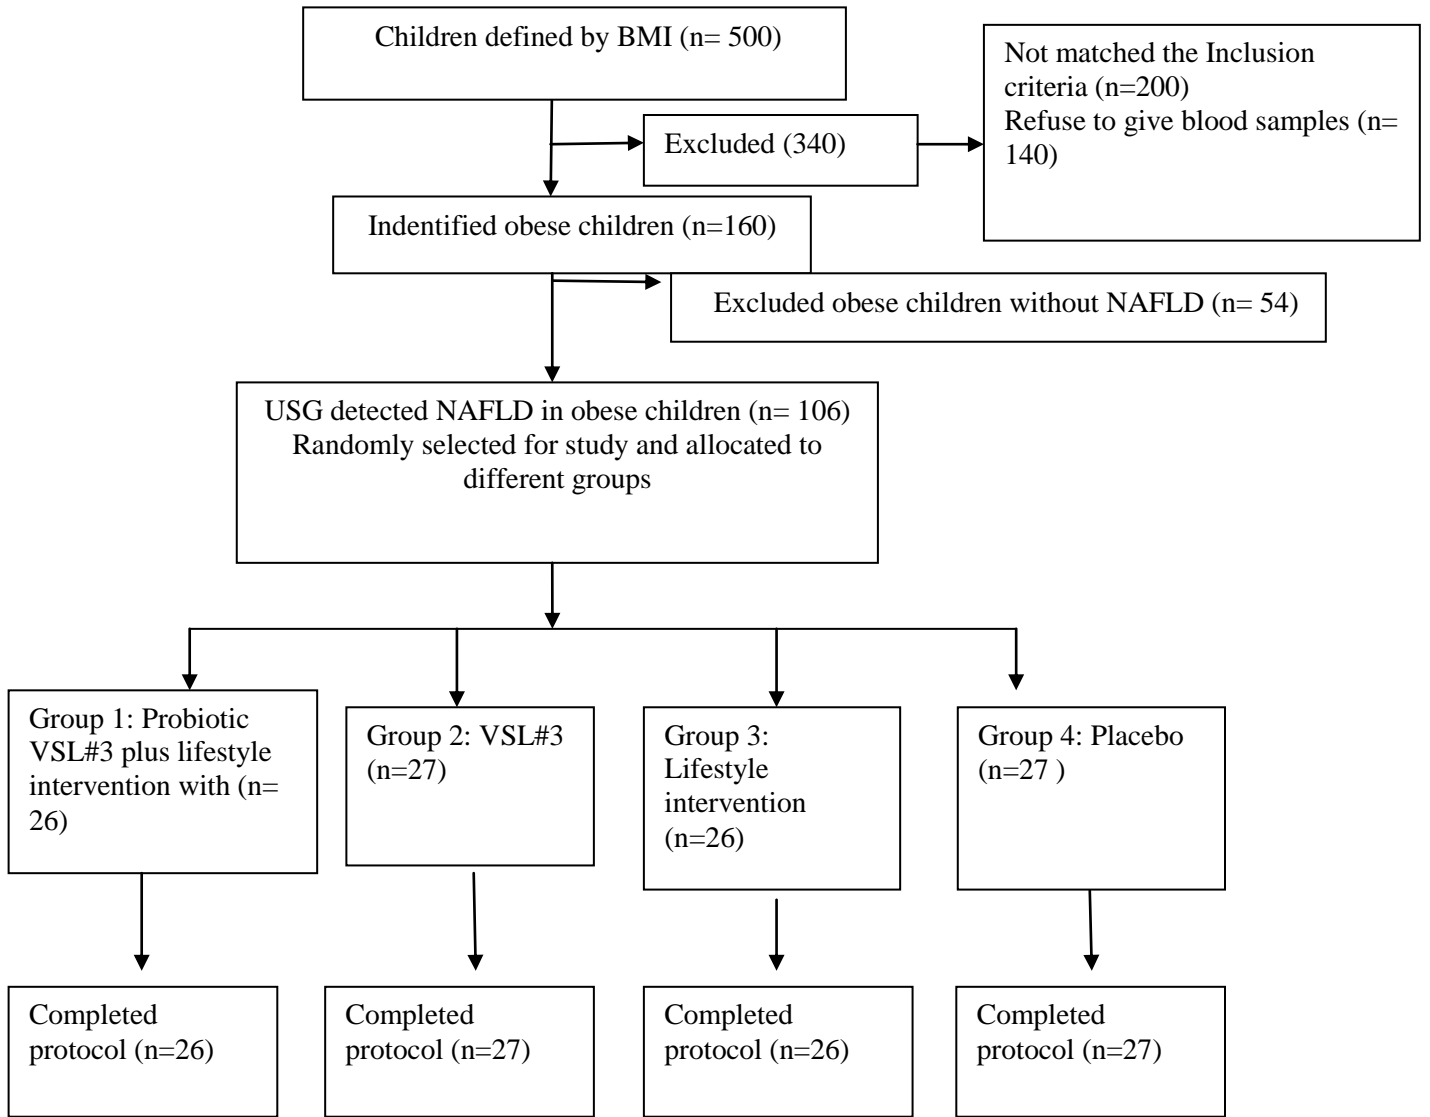 Children defined by BMI (n= 500)
Not matched the Inclusion
criteria (n=200)
Refuse to give blood samples (n=
140)
Excluded (340)
Indentified obese children (n=160)
Excluded obese children without NAFLD (n= 54)
USG detected NAFLD in obese children (n= 106)
Randomly selected for study and allocated to
different groups
Group 1: Probiotic
VSL#3 plus lifestyle
intervention with (n=
26)
Group 2: VSL#3
(n=27)
Group 3:
Lifestyle
intervention
(n=26)
Group 4: Placebo
(n=27 )
Completed
protocol (n=26)
Completed
protocol (n=27)
Completed
protocol (n=26)
Completed
protocol (n=27)